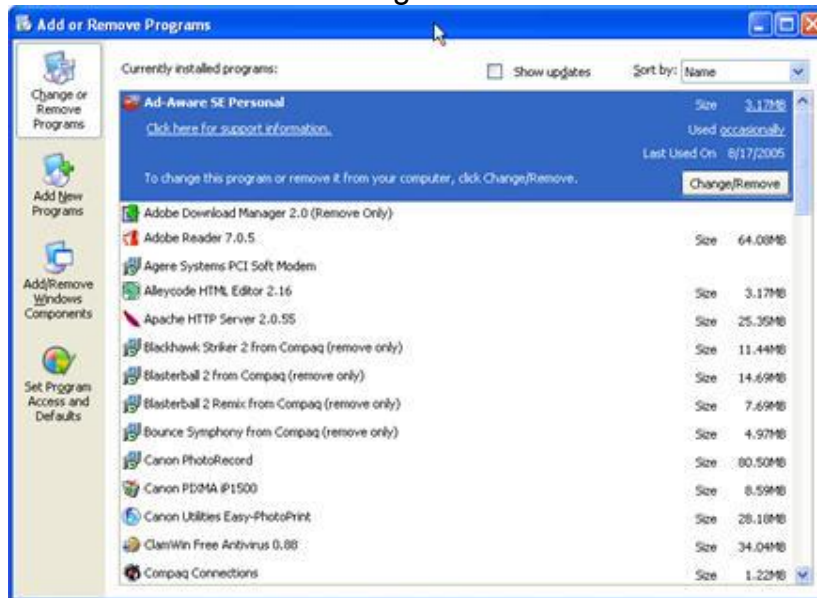 Add or Remove Programs
Change or
Remove
Programs
Add New
Programs
Add/Remove
Windows
Components
Set Program
Access and
Defaults
Currently installed programs: Show updates Sort by: Name
Ad-Aware SE Personal Size 3.17MB
Click here for support information. Used occasionally
Last Used On 8/17/2005
To change this program or remove it from your computer, click Change/Remove. Change/Remove
Adobe Download Manager 2.0 (Remove Only)
Adobe Reader 7.0.5 Size 64.08MB
Agere Systems PCI Soft Modem
Alleycode HTML Editor 2.16 Size 3.17MB
Apache HTTP Server 2.0.55 Size 25.35MB
Blackhawk Striker 2 from Compaq (remove only) Size 11.44MB
Blasterball 2 from Compaq (remove only) Size 14.69MB
Blasterball 2 Remix from Compaq (remove only) Size 7.69MB
Bounce Symphony from Compaq (remove only) Size 4.97MB
Canon PhotoRecord Size 80.50MB
Canon PIXMA iP1500 Size 8.59MB
Canon Utilities Easy-PhotoPrint Size 28.18MB
ClamWin Free Antivirus 0.88 Size 34.04MB
Compaq Connections Size 1.22MB